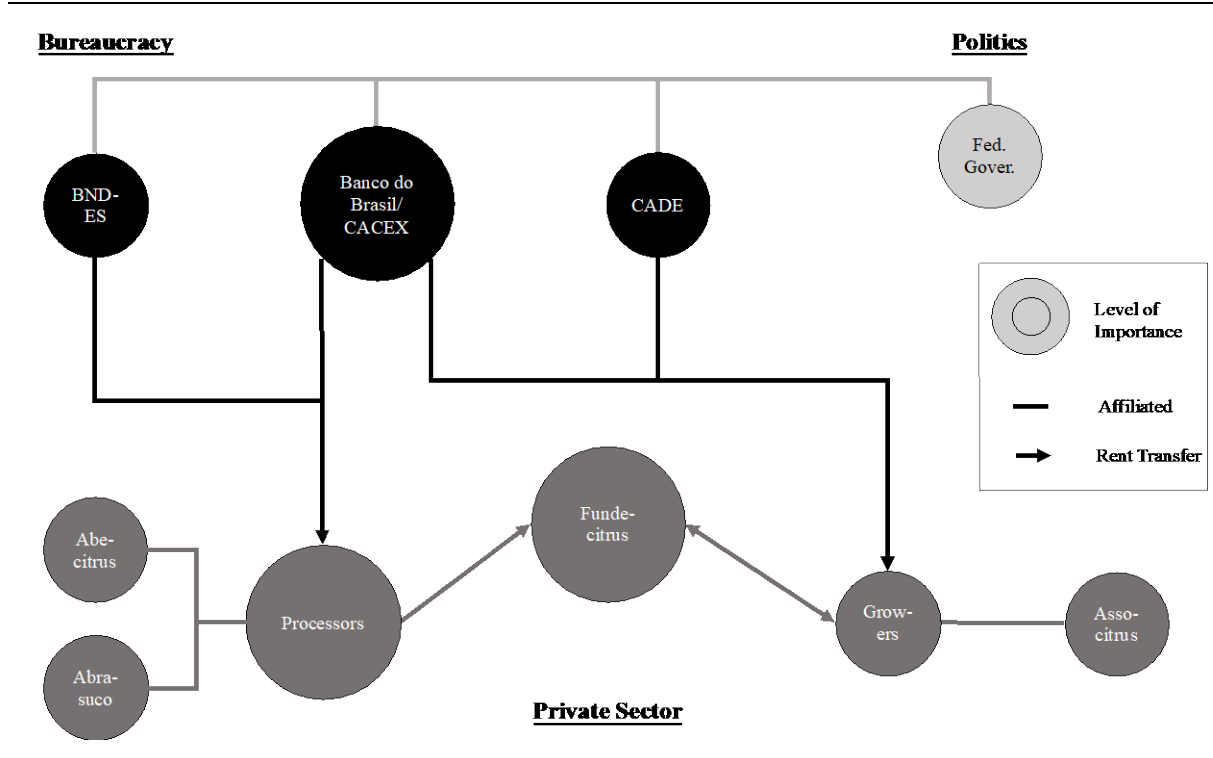 Bureaucracy
Politics
BND-
ES
Banco do
Brasil/
CACEX
CADE
Fed.
Gover.
Level of
Importance
Affiliated
Rent Transfer
Abe-
citrus
Abra-
suco
Processors
Funde-
citrus
Grow-
ers
Asso-
citrus
Private Sector